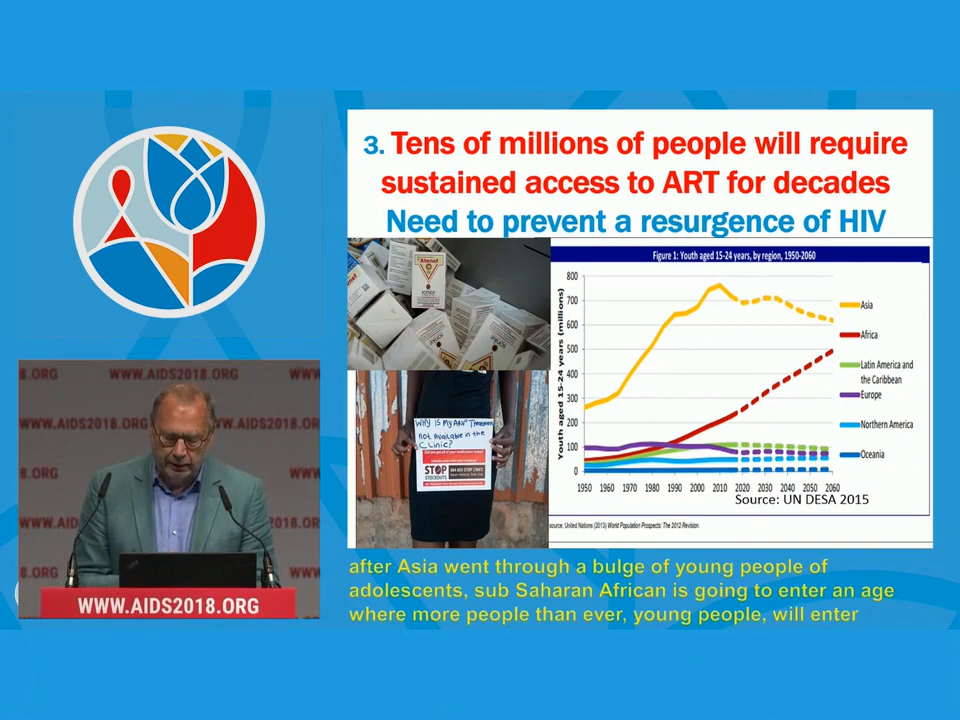 3. Tens of millions of people will require
sustained access to ART for decades
Need to prevent a resurgence of HIV
Atenef
Figure 1: Youth aged 15-24 years, by region, 1950-2060
Youth aged 15-24 years (millions)
800
700
600
500
400
300
200
100
0
1950 1960 1970 1980 1990 2000 2010 2020 2030 2040 2050 2060
Asia
Africa
Latin America and
the Caribbean
Europe
Northern America
Oceania
Source: UN DESA 2015
source: United Nations (2013) World Population Prospects: The 2012 Revision.
Why is my ARV Treatment
not Available in the
Clinic?
STOP
STOCKOUTS
8.ORG WWW.AIDS2018.ORG WWW
AIDS2018.ORG WWW.AIDS2018.OR
8.ORG WWW
WWW.AIDS2018.OR
8.ORG WWW
WWW.AIDS2018.ORG
after Asia went through a bulge of young people of
adolescents, sub Saharan African is going to enter an age
where more people than ever, young people, will enter